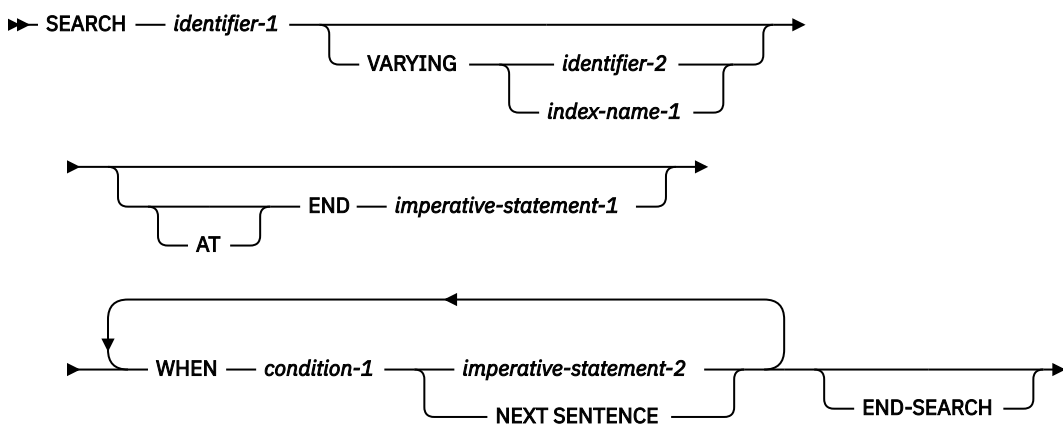 SEARCH identifier-1
VARYING identifier-2
index-name-1
END imperative-statement-1
AT
WHEN condition-1 imperative-statement-2
NEXT SENTENCE
END-SEARCH